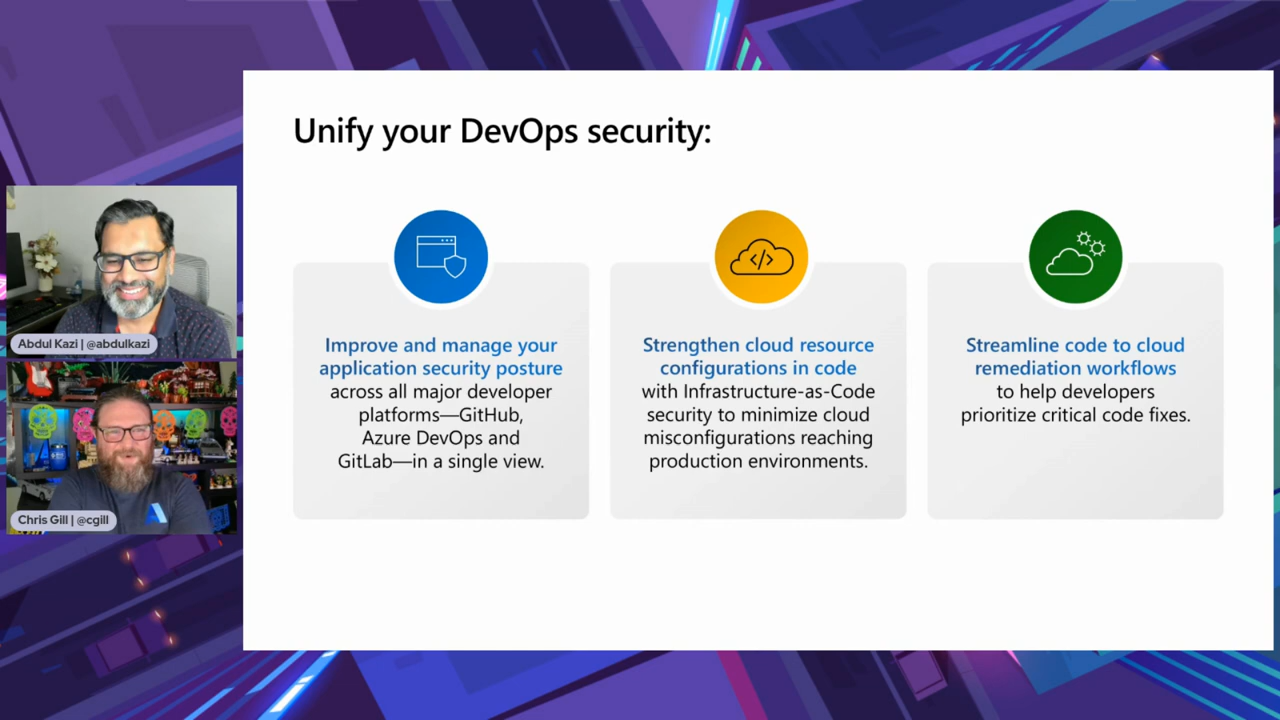 Unify your DevOps security:
Improve and manage your
application security posture
across all major developer
platforms—GitHub,
Azure DevOps and
GitLab—in a single view.
Strengthen cloud resource
configurations in code
with Infrastructure-as-Code
security to minimize cloud
misconfigurations reaching
production environments.
Streamline code to cloud
remediation workflows
to help developers
prioritize critical code fixes.
Abdul Kazi | @abdulkazi
Chris Gill | @cgill